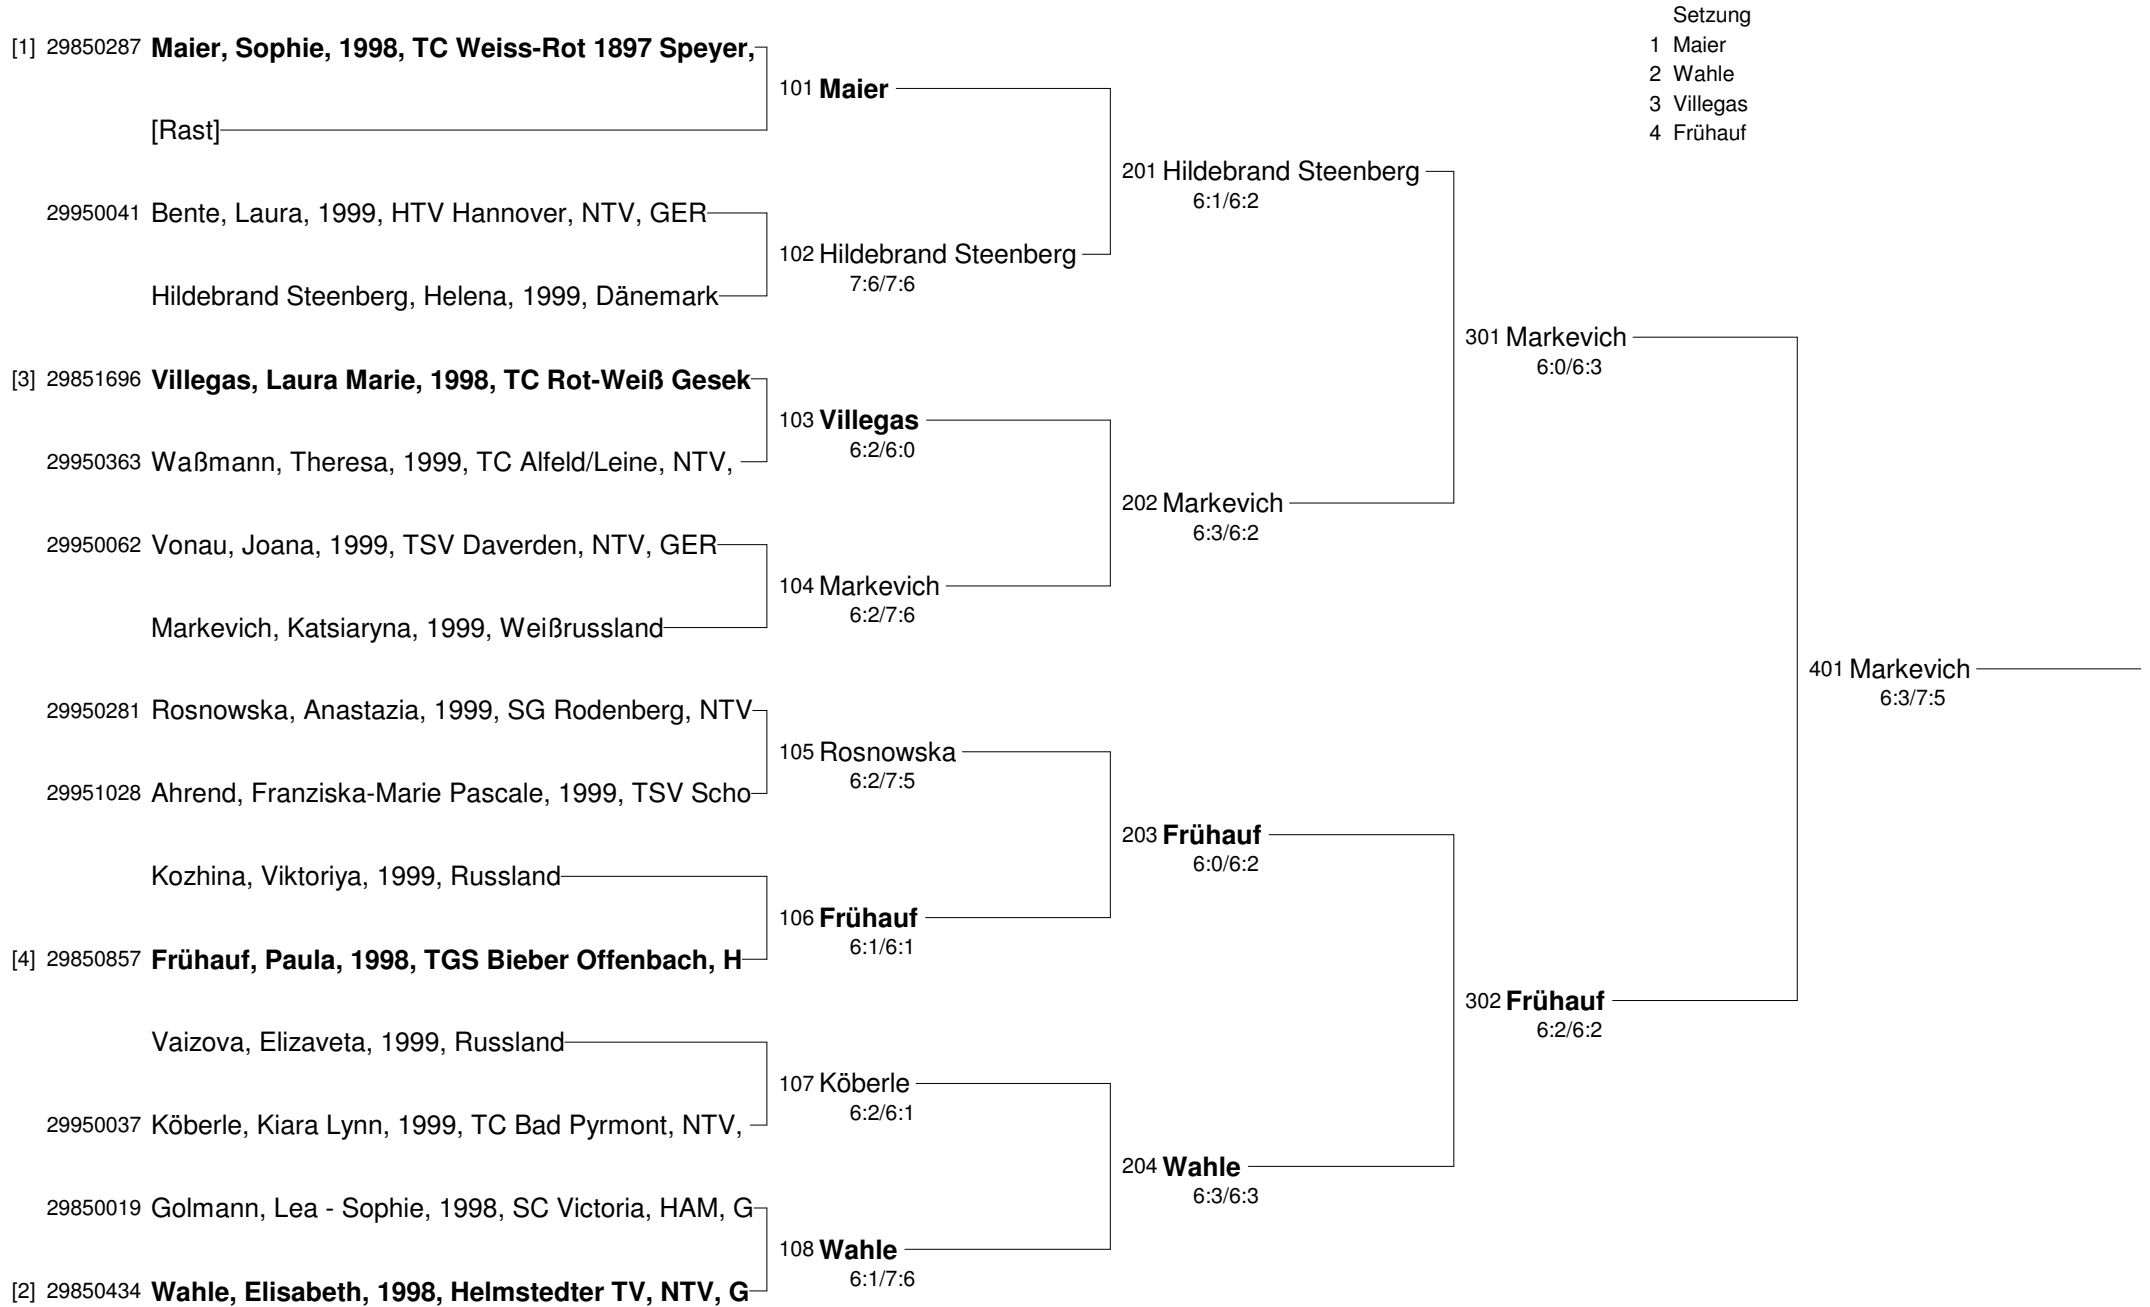 Setzung
1 Maier
2 Wahle
3 Villegas
4 Frühauf
[1] 29850287 Maier, Sophie, 1998, TC Weiss-Rot 1897 Speyer,
101 Maier
[Rast]
201 Hildebrand Steenberg
6:1/6:2
29950041 Bente, Laura, 1999, HTV Hannover, NTV, GER
102 Hildebrand Steenberg
7:6/7:6
Hildebrand Steenberg, Helena, 1999, Dänemark
301 Markevich
6:0/6:3
[3] 29851696 Villegas, Laura Marie, 1998, TC Rot-Weiß Gesek
103 Villegas
6:2/6:0
29950363 Waßmann, Theresa, 1999, TC Alfeld/Leine, NTV,
202 Markevich
6:3/6:2
29950062 Vonau, Joana, 1999, TSV Daverden, NTV, GER
104 Markevich
6:2/7:6
Markevich, Katsiaryna, 1999, Weißrussland
401 Markevich
6:3/7:5
29950281 Rosnowska, Anastazia, 1999, SG Rodenberg, NTV
105 Rosnowska
6:2/7:5
29951028 Ahrend, Franziska-Marie Pascale, 1999, TSV Scho
203 Frühauf
6:0/6:2
Kozhina, Viktoriya, 1999, Russland
106 Frühauf
6:1/6:1
[4] 29850857 Frühauf, Paula, 1998, TGS Bieber Offenbach, H
302 Frühauf
6:2/6:2
Vaizova, Elizaveta, 1999, Russland
107 Köberle
6:2/6:1
29950037 Köberle, Kiara Lynn, 1999, TC Bad Pyrmont, NTV,
204 Wahle
6:3/6:3
29850019 Golmann, Lea - Sophie, 1998, SC Victoria, HAM, G
108 Wahle
6:1/7:6
[2] 29850434 Wahle, Elisabeth, 1998, Helmstedter TV, NTV, G